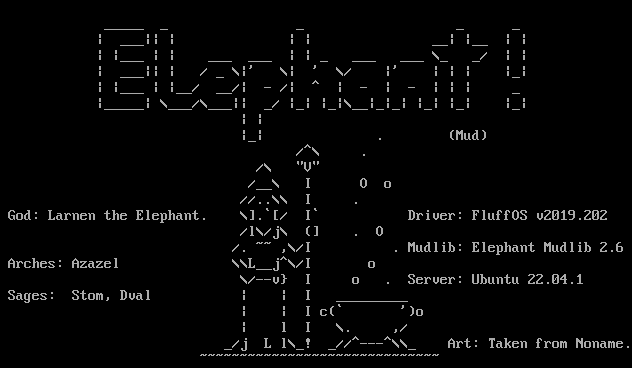 Elephant!
(Mud)
God: Larnen the Elephant.
Driver: FluffOS v2019.202
Mudlib: Elephant Mudlib 2.6
Arches: Azazel
Server: Ubuntu 22.04.1
Sages: Stom, Dval
Art: Taken from Noname.